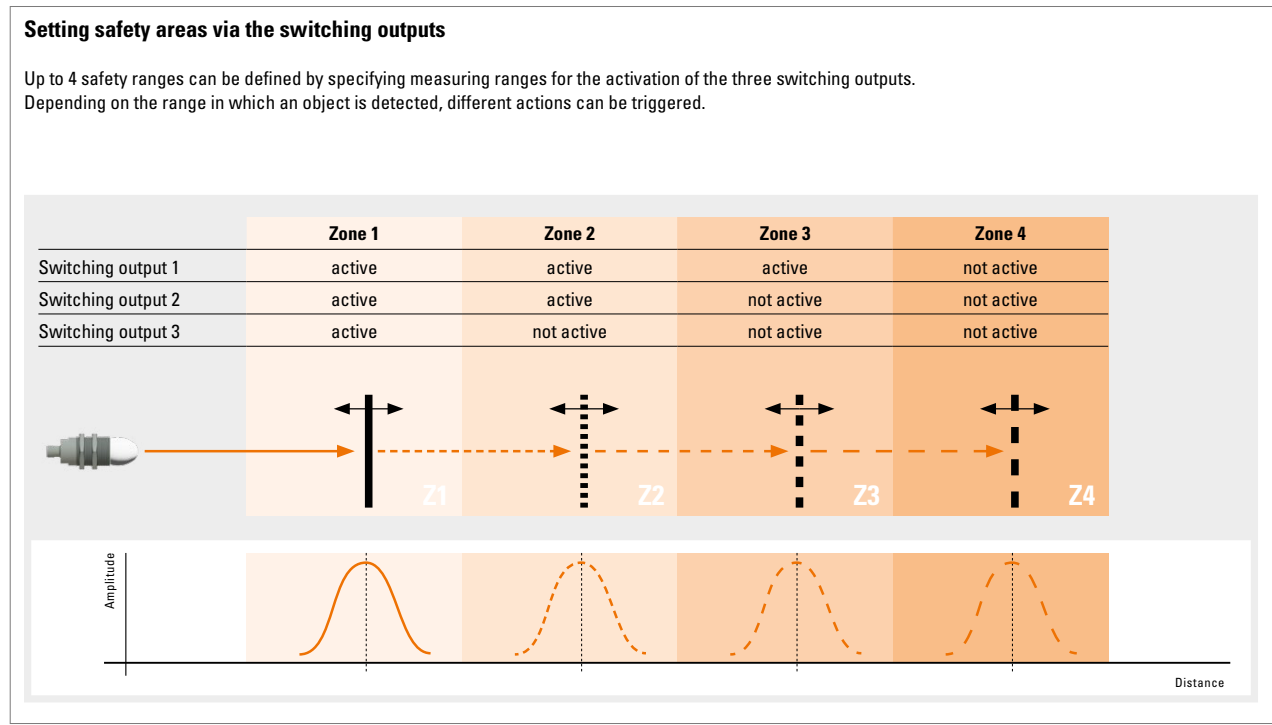 Setting safety areas via the switching outputs
Up to 4 safety ranges can be defined by specifying measuring ranges for the activation of the three switching outputs.
Depending on the range in which an object is detected, different actions can be triggered.
Zone 1 Zone 2 Zone 3 Zone 4
Switching output 1 active active active not active
Switching output 2 active active not active not active
Switching output 3 active not active not active not active
Z1 Z2 Z3 Z4
Amplitude
Distance